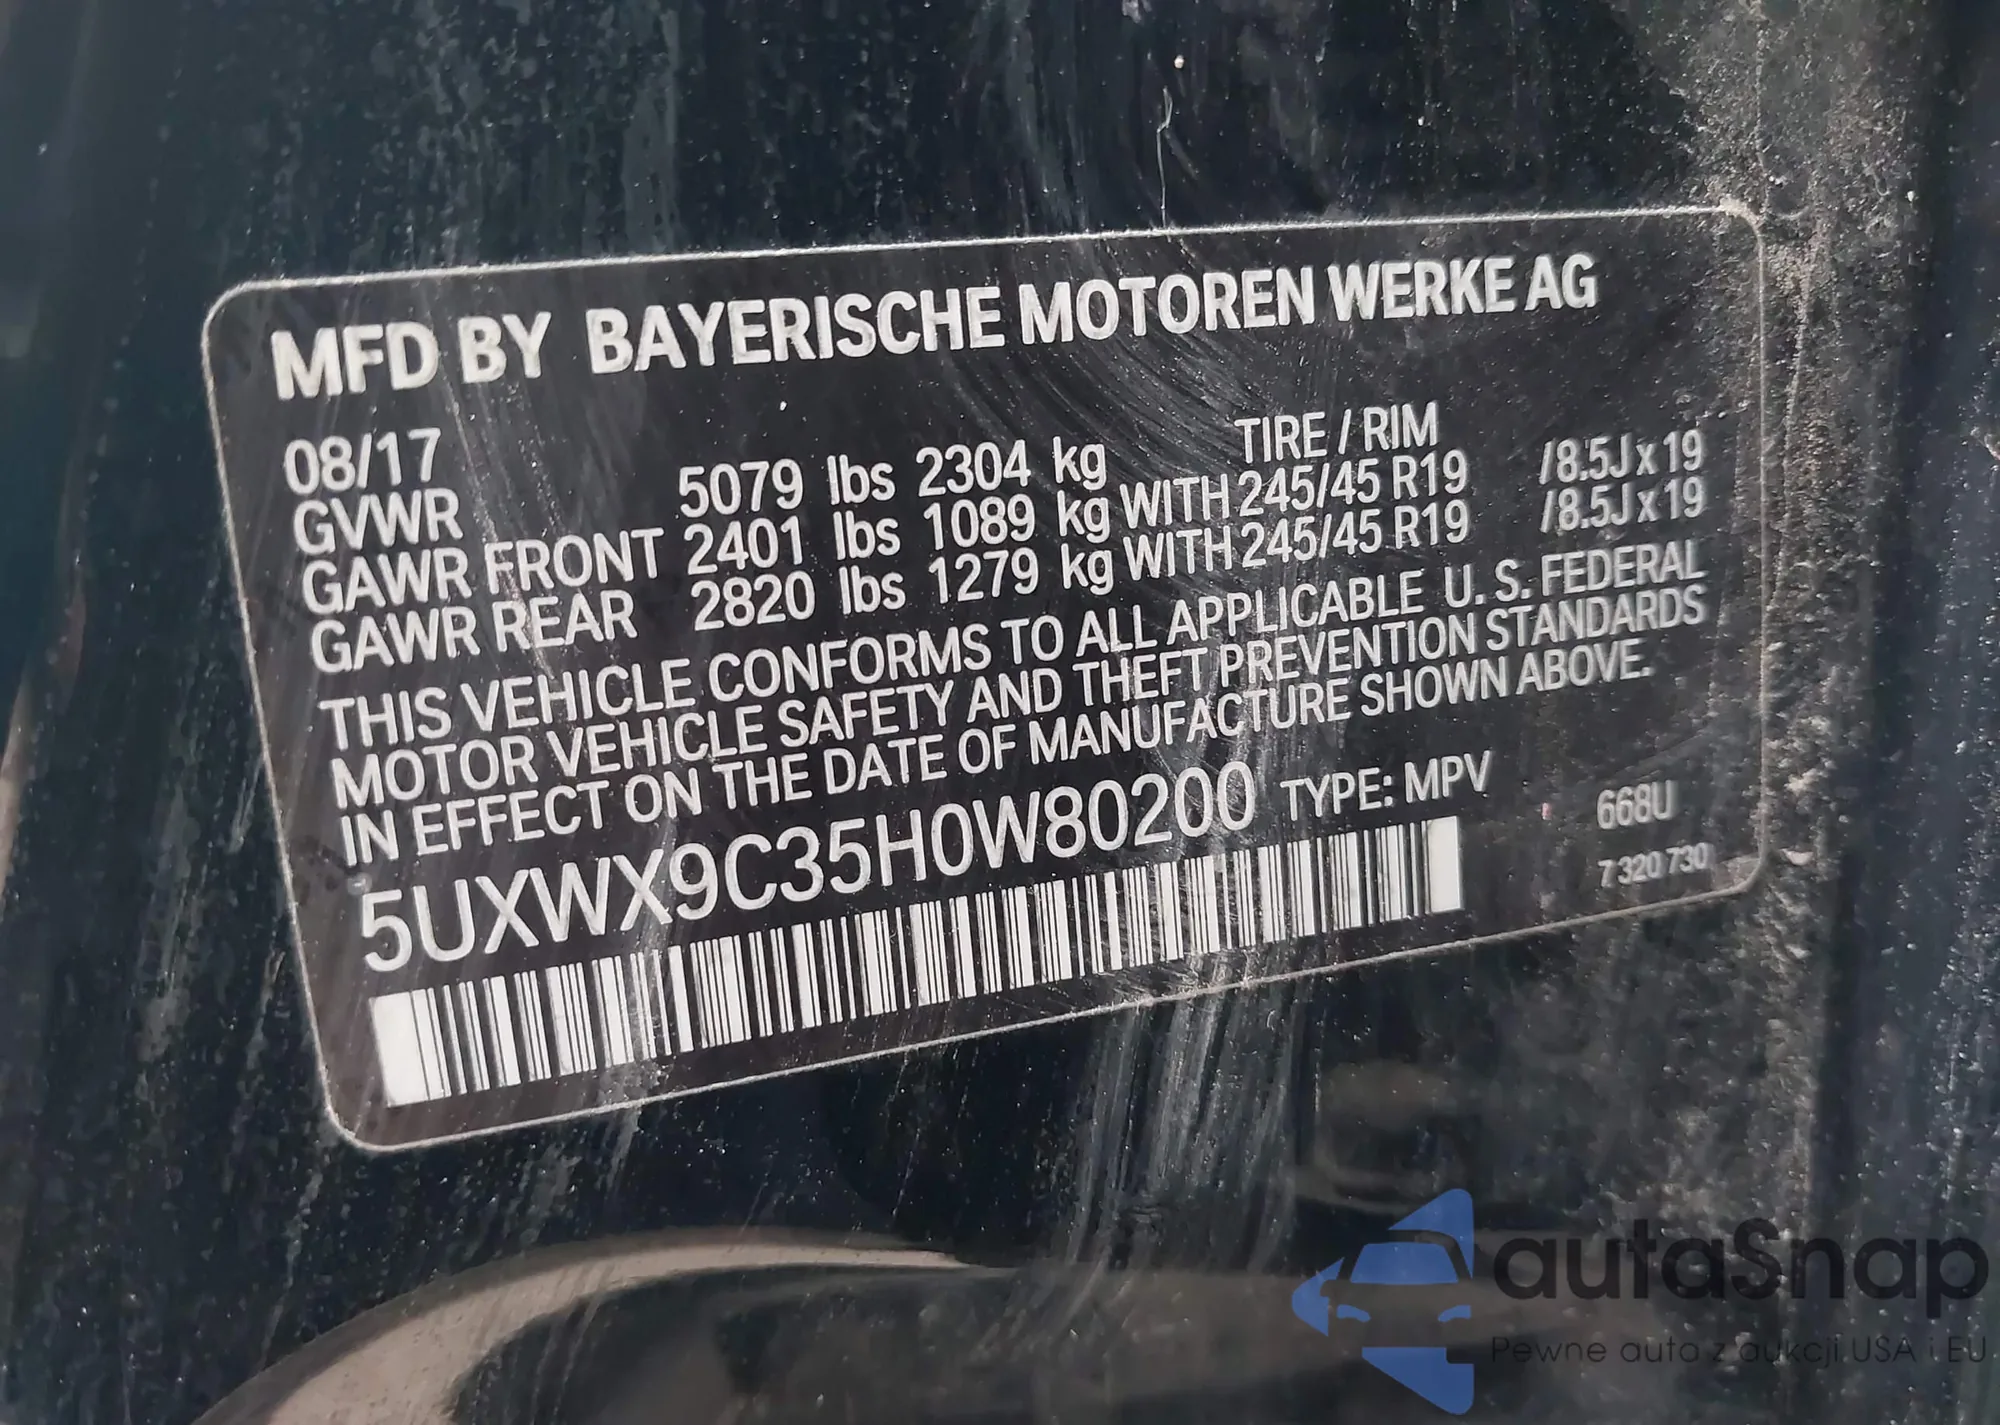 MFD BY BAYERISCHE MOTOREN WERKE AG
08/17 TIRE / RIM
GVWR 5079 lbs 2304 kg
GAWR FRONT 2401 lbs 1089 kg WITH 245/45 R19 /8.5J x 19
GAWR REAR 2820 lbs 1279 kg WITH 245/45 R19 /8.5J x 19
THIS VEHICLE CONFORMS TO ALL APPLICABLE U. S. FEDERAL
MOTOR VEHICLE SAFETY AND THEFT PREVENTION STANDARDS
IN EFFECT ON THE DATE OF MANUFACTURE SHOWN ABOVE.
5UXWX9C35H0W80200 TYPE: MPV 668U
7 320 730
autaSnap
Pewne auta z aukcji USA i EU